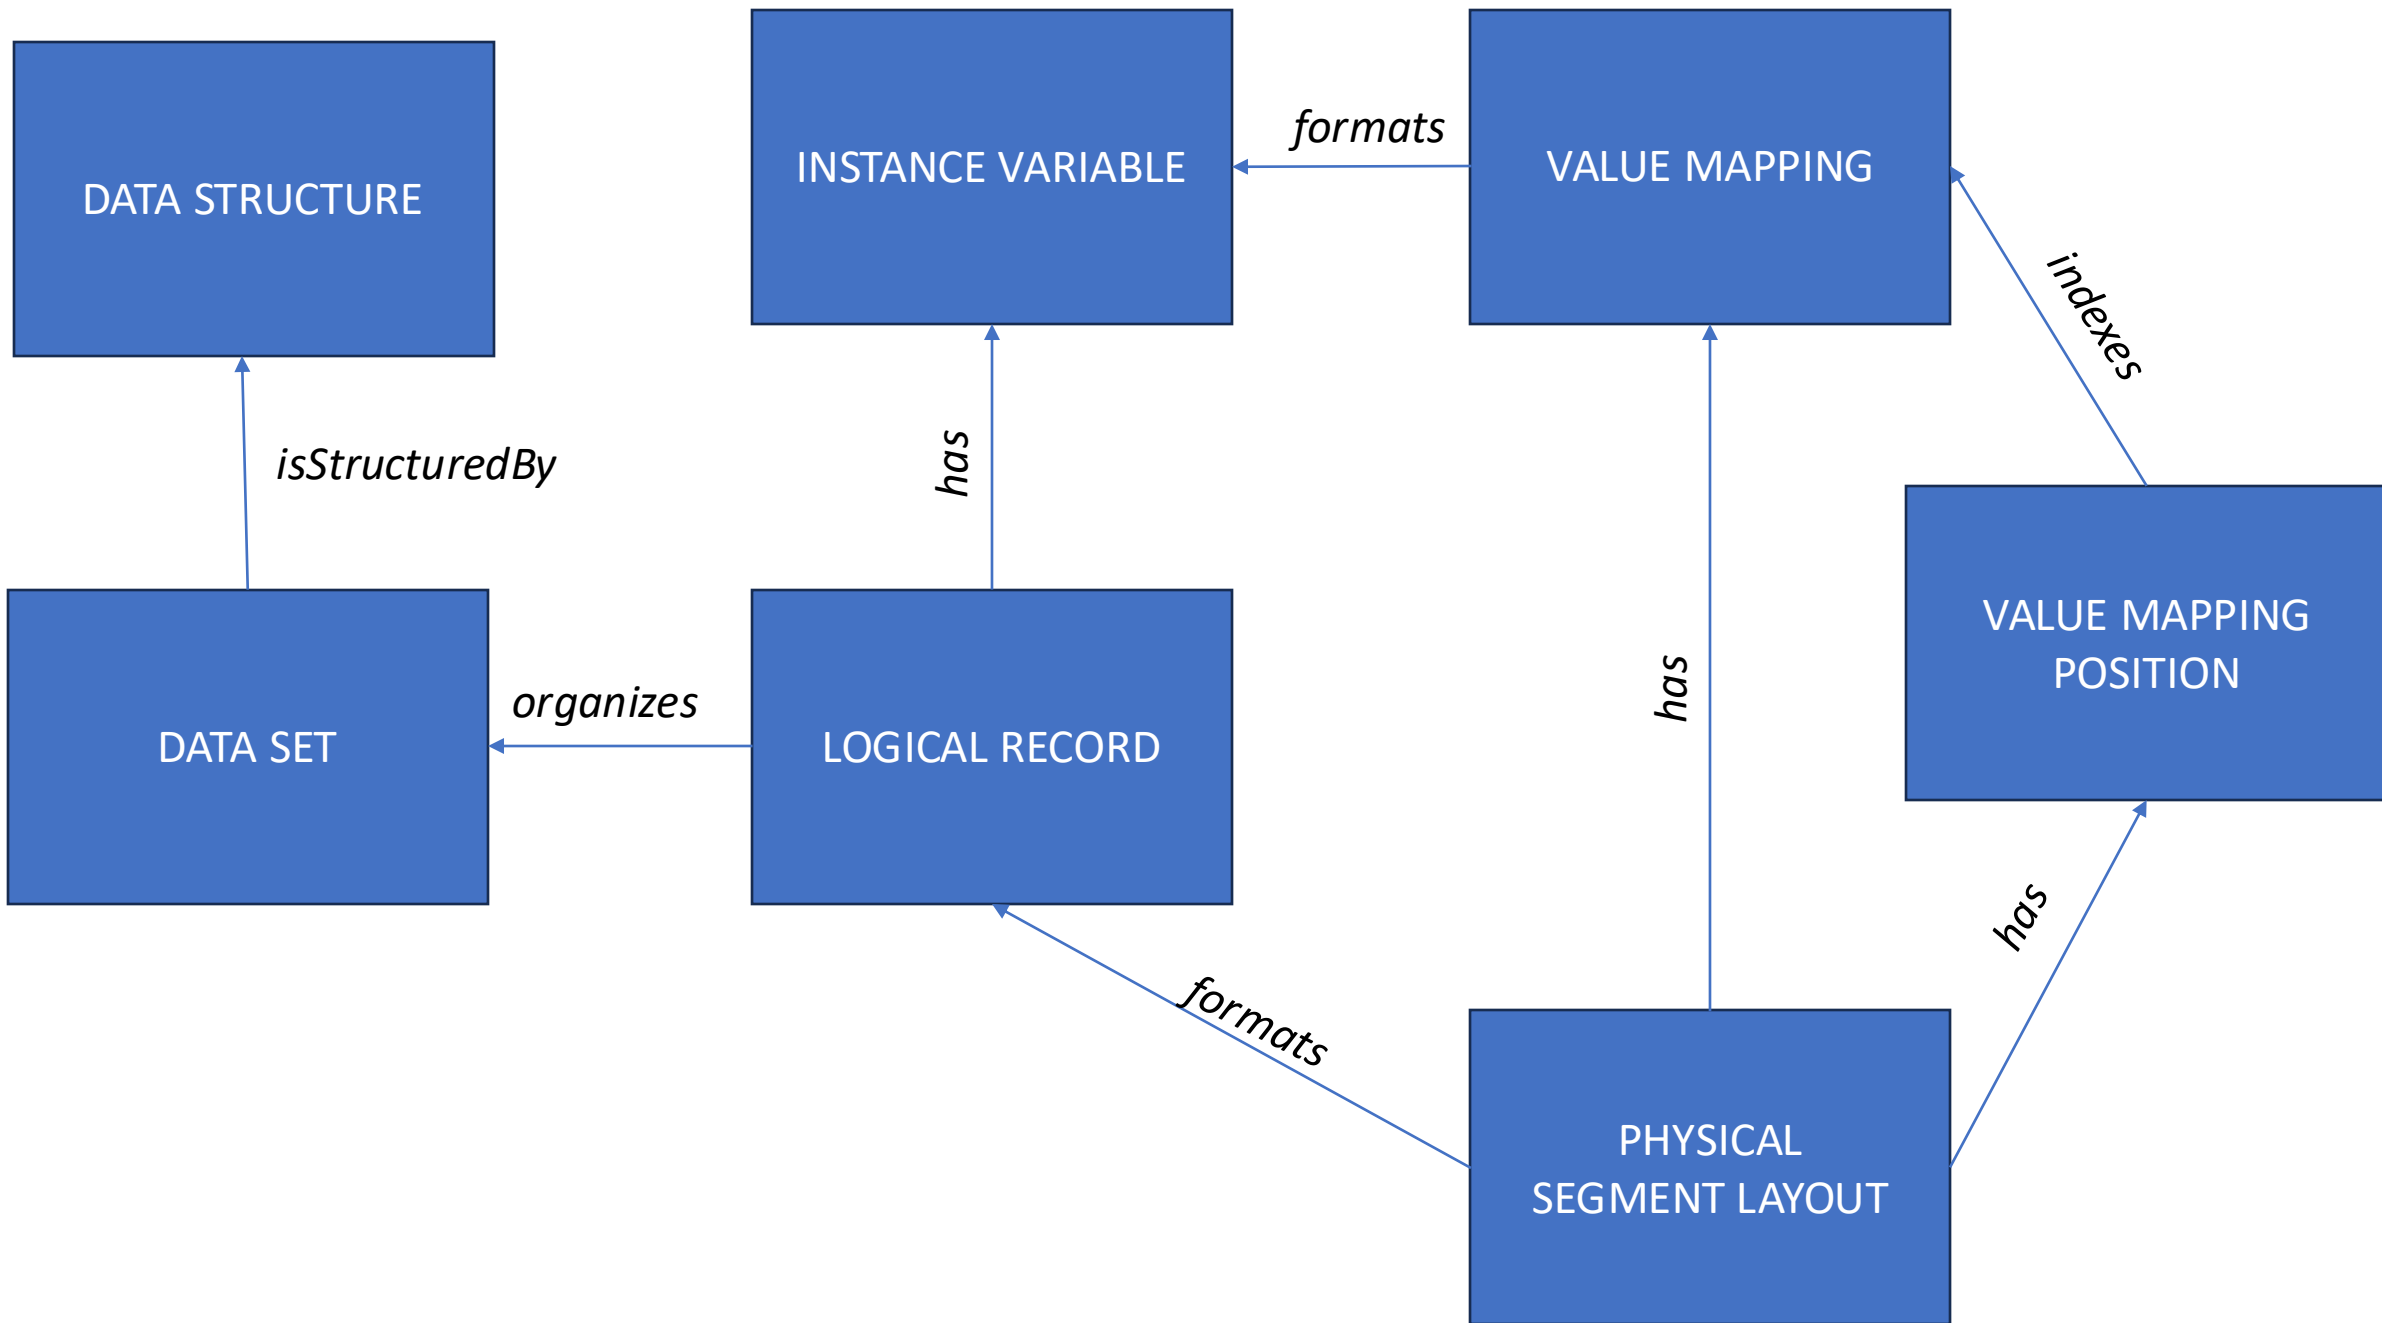 DATA STRUCTURE
INSTANCE VARIABLE
formats
VALUE MAPPING
indexes
isStructuredBy
has
has
VALUE MAPPING
POSITION
DATA SET
organizes
LOGICAL RECORD
has
formats
PHYSICAL
SEGMENT LAYOUT